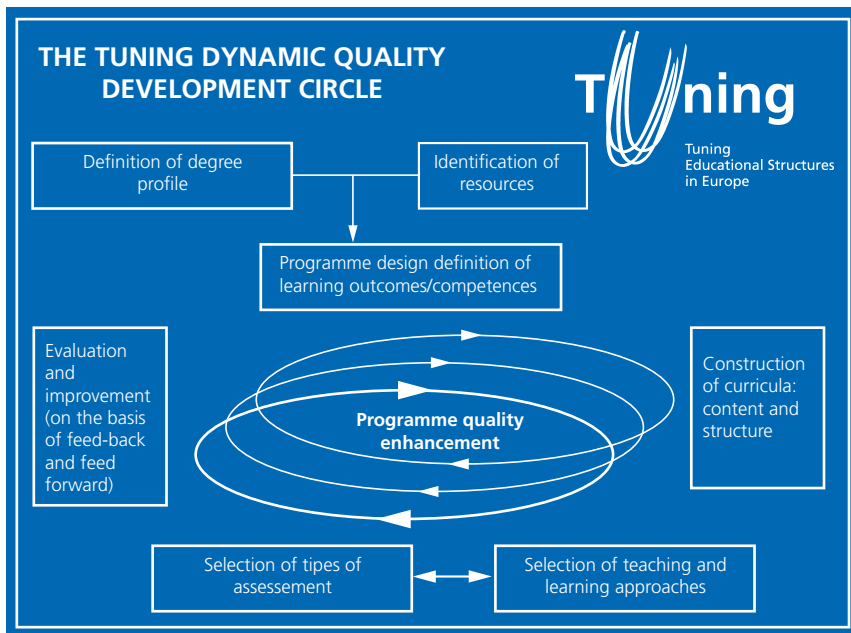 THE TUNING DYNAMIC QUALITY
DEVELOPMENT CIRCLE
Tuning
Tuning
Educational Structures
in Europe
Definition of degree
profile
Identification of
resources
Programme design definition of
learning outcomes/competences
Evaluation
and
improvement
(on the basis
of feed-back
and feed
forward)
Programme quality
enhancement
Construction
of curricula:
content and
structure
Selection of tipes of
assessement
Selection of teaching and
learning approaches